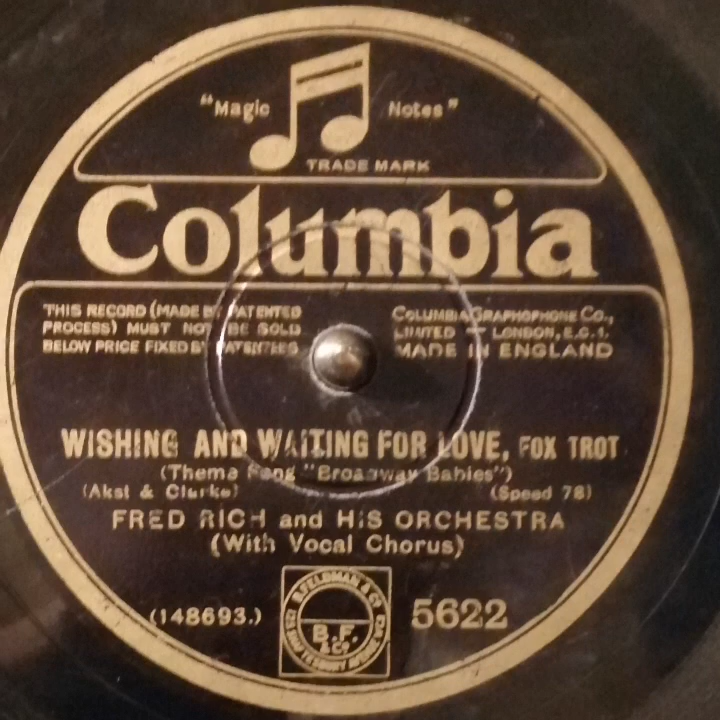 "Magic Notes"
TRADE MARK
Columbia
THIS RECORD (MADE BY PATENTED
PROCESS) MUST NOT BE SOLD
BELOW PRICE FIXED BY PATENTEES
COLUMBIA GRAPHOPHONE CO.,
LIMITED — LONDON, E.C.1.
MADE IN ENGLAND
WISHING AND WAITING FOR LOVE, FOX TROT
(Theme Song "Broadway Babies")
(Akst & Clarke) (Speed 78)
FRED RICH and HIS ORCHESTRA
(With Vocal Chorus)
(148693.)
B. FELDMAN & CO
B.F.
& Co
5622